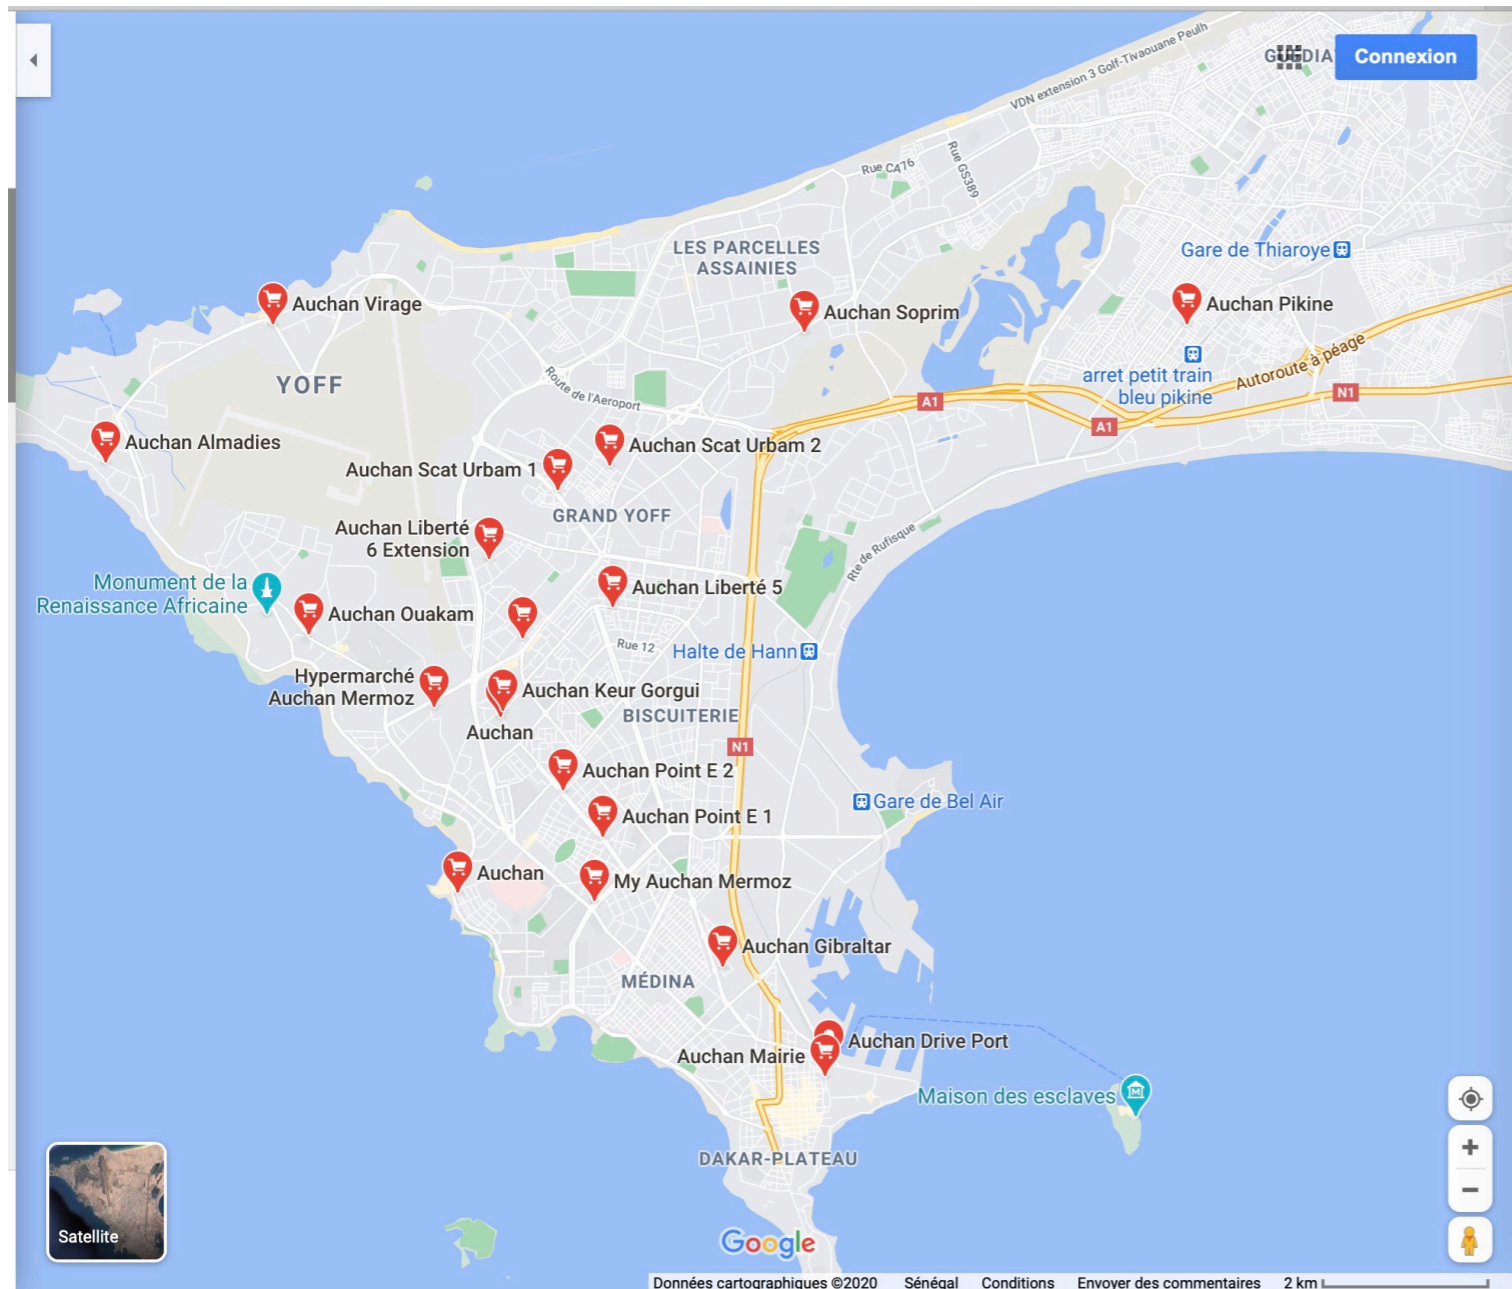 VDN extension 3 Golf-Tivaouane Peulh
Connexion
Rue CA76
Rue GS389
LES PARCELLES
ASSAINIES
Gare de Thiaroye
Auchan Virage
Auchan Soprim
Auchan Pikine
YOFF
Route de l'Aeroport
arret petit train
bleu pikine
Autoroute à péage
N1
A1
A1
Auchan Almadies
Auchan Scat Urbam 2
Auchan Scat Urbam 1
GRAND YOFF
Auchan Liberté
6 Extension
Rte de Rufisque
Monument de la
Renaissance Africaine
Auchan Liberté 5
Auchan Ouakam
Rue 12
Halte de Hann
Hypermarché
Auchan Mermoz
Auchan Keur Gorgui
BISCUITERIE
Auchan
N1
Auchan Point E 2
Gare de Bel Air
Auchan Point E 1
Auchan
My Auchan Mermoz
Auchan Gibraltar
MÉDINA
Auchan Drive Port
Auchan Mairie
Maison des esclaves
DAKAR-PLATEAU
Satellite
Google
Données cartographiques ©2020 Sénégal Conditions Envoyer des commentaires 2 km